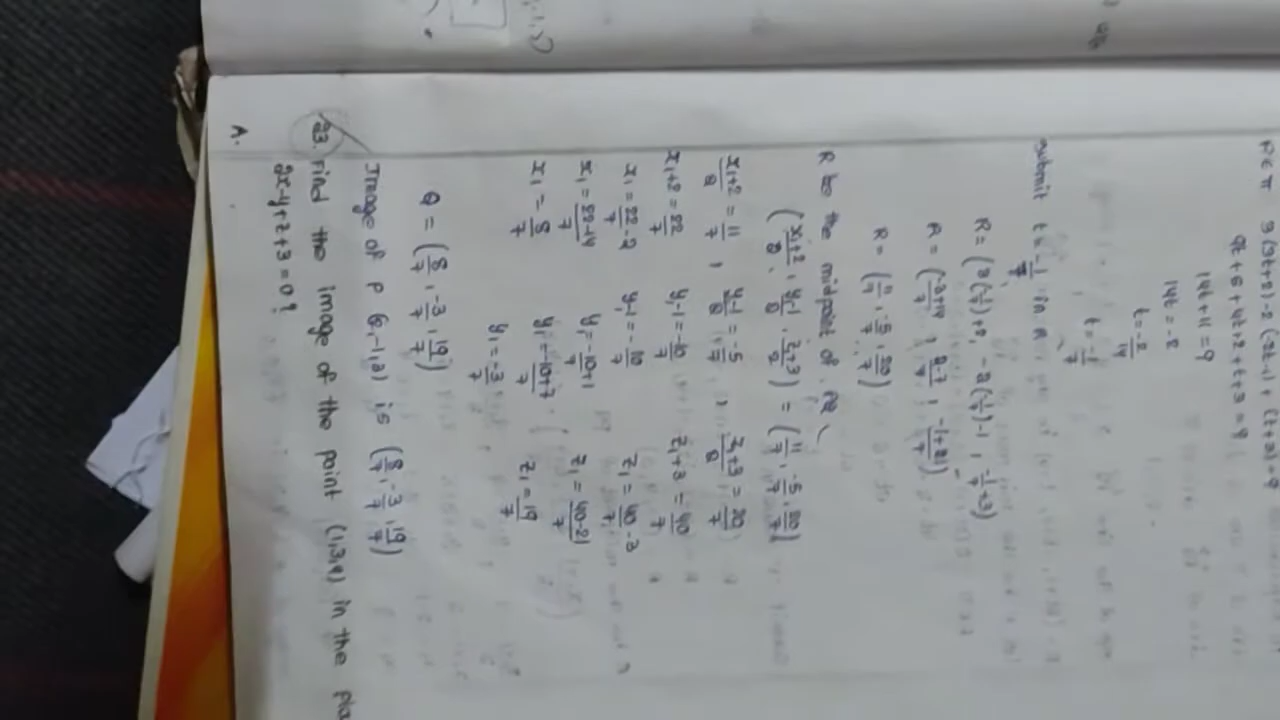 3(3t+2)-2(-2t-1)+(t+3)=9
9t+6+4t+2+t+3=9
14t+11=9
14t=-2
t=-2/14
t=-1/7
submit t=-1/7 in R
R=(3(-1/7)+2, -2(-1/7)-1, -1/7+3)
R=(-3+14/7, 2-7/7, -1+21/7)
R=(11/7, -5/7, 20/7)
R be the midpoint of PQ
(x1+2/2, y1-1/2, z1+3/2) = (11/7, -5/7, 20/7)
x1+2/2=11/7, y1-1/2=-5/7, z1+3/2=20/7
x1+2=22/7 y1-1=-10/7 z1+3=40/7
x1=22/7-2 y1-1=-10/7 z1=40/7-3
x1=22-14/7 y1=-10/7+1 z1=40-21/7
x1=8/7 y1=-10+7/7 z1=19/7
y1=-3/7
Q=(8/7, -3/7, 19/7)
Image of P (2,-1,3) is (8/7, -3/7, 19/7)
23. Find the image of the point (1,3,4) in the
2x-y+z+3=0?
A.